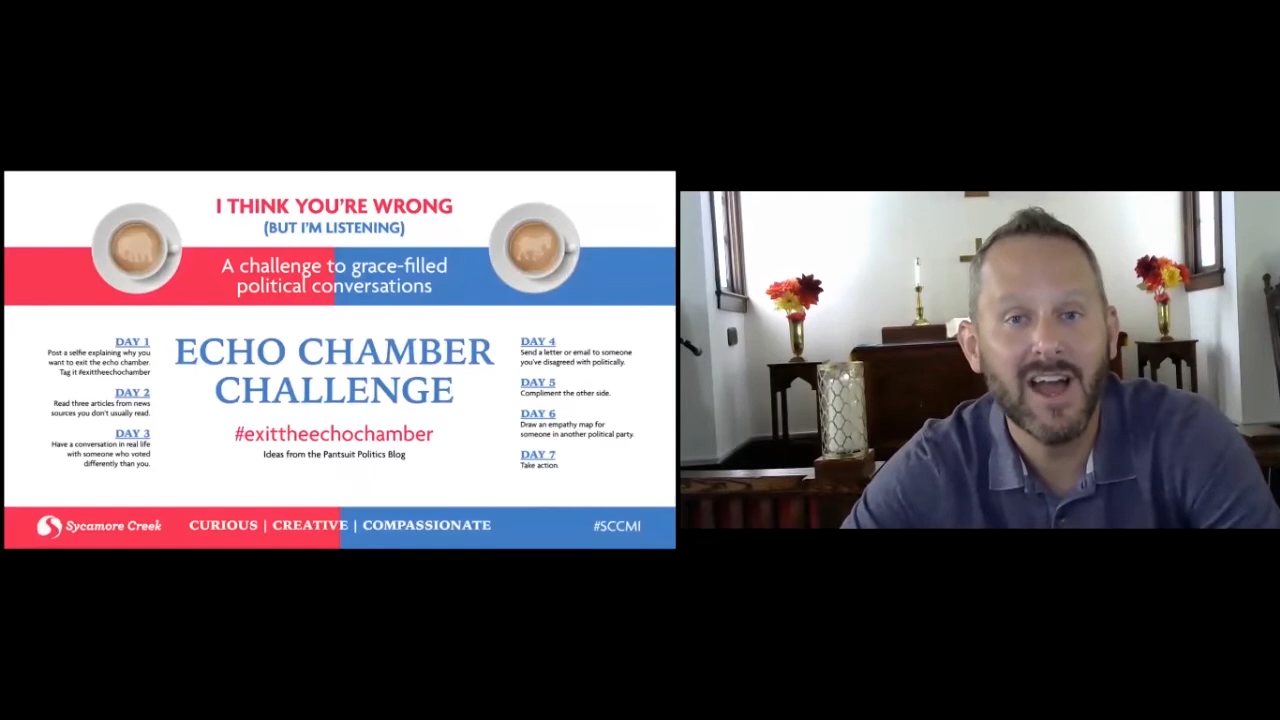 I THINK YOU'RE WRONG
(BUT I'M LISTENING)
A challenge to grace-filled
political conversations
ECHO CHAMBER
CHALLENGE
#exittheechochamber
Ideas from the Pantsuit Politics Blog
DAY 1
Post a selfie explaining why you
want to exit the echo chamber.
Tag it #exittheechochamber
DAY 2
Read three articles from news
sources you don't usually read.
DAY 3
Have a conversation in real life
with someone who voted
differently than you.
DAY 4
Send a letter or email to someone
you've disagreed with politically.
DAY 5
Compliment the other side.
DAY 6
Draw an empathy map for
someone in another political party.
DAY 7
Take action
Sycamore Creek
CURIOUS | CREATIVE | COMPASSIONATE
#SCCMI